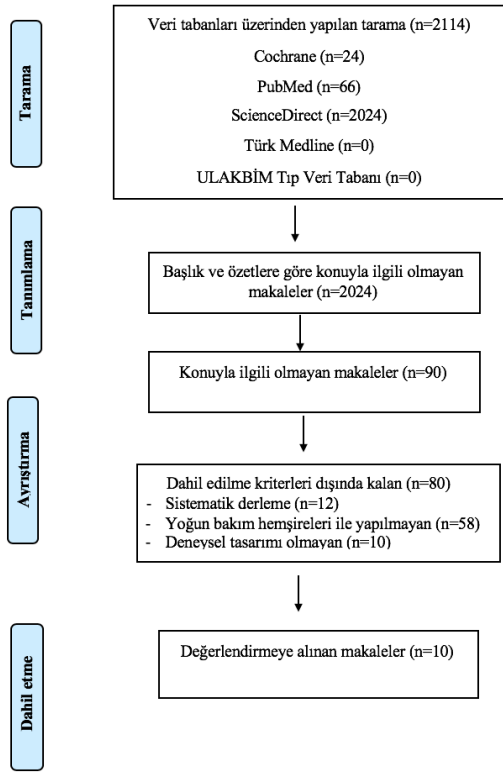 Tarama
Veri tabanları üzerinden yapılan tarama (n=2114)
Cochrane (n=24)
PubMed (n=66)
ScienceDirect (n=2024)
Türk Medline (n=0)
ULAKBİM Tıp Veri Tabanı (n=0)
Tanımlama
Başlık ve özetlere göre konuyla ilgili olmayan
makaleler (n=2024)
Konuyla ilgili olmayan makaleler (n=90)
Ayrıştırma
Dahil edilme kriterleri dışında kalan (n=80)
- Sistematik derleme (n=12)
- Yoğun bakım hemşireleri ile yapılmayan (n=58)
- Deneysel tasarımı olmayan (n=10)
Dahil etme
Değerlendirmeye alınan makaleler (n=10)